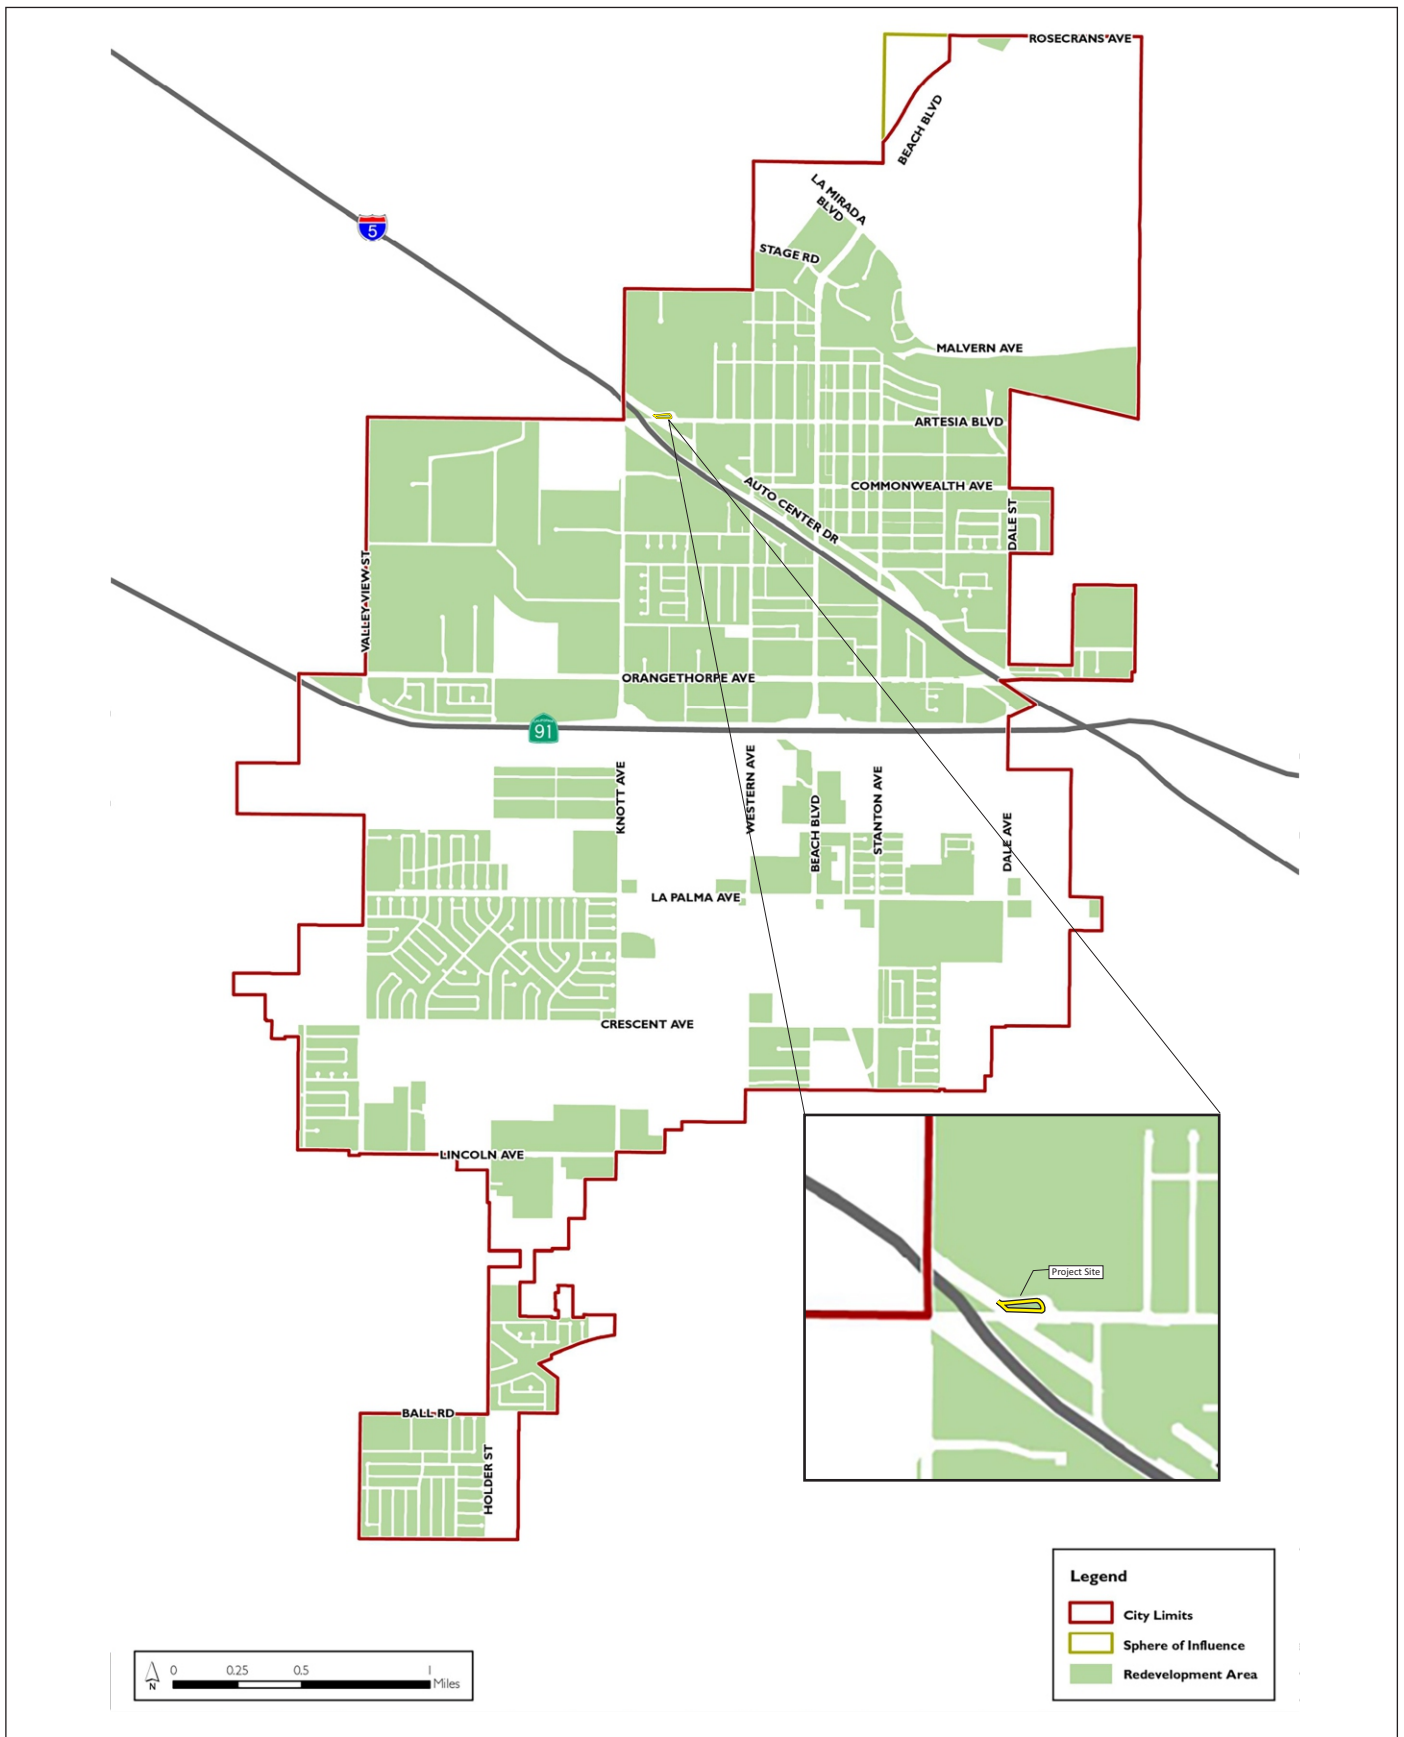 ROSECRANS AVE
BEACH BLVD
LA MIRADA
BLVD
STAGE RD
5
MALVERN AVE
ARTESIA BLVD
COMMONWEALTH AVE
AUTO CENTER DR
DALE ST
VALLEY VIEW ST
ORANGETHORPE AVE
CALIFORNIA
91
KNOTT AVE
WESTERN AVE
BEACH BLVD
STANTON AVE
DALE AVE
LA PALMA AVE
CRESCENT AVE
LINCOLN AVE
Project Site
BALL RD
HOLDER ST
Legend
City Limits
Sphere of Influence
Redevelopment Area
N
0 0.25 0.5 1
Miles